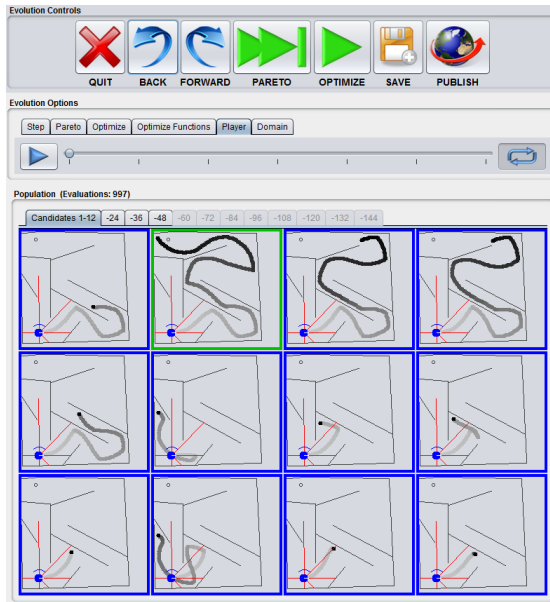 Evolution Controls
QUIT BACK FORWARD PARETO OPTIMIZE SAVE PUBLISH
Evolution Options
Step Pareto Optimize Optimize Functions Player Domain
Population (Evaluations: 997)
Candidates 1-12 -24 -36 -48 -60 -72 -84 -96 -108 -120 -132 -144